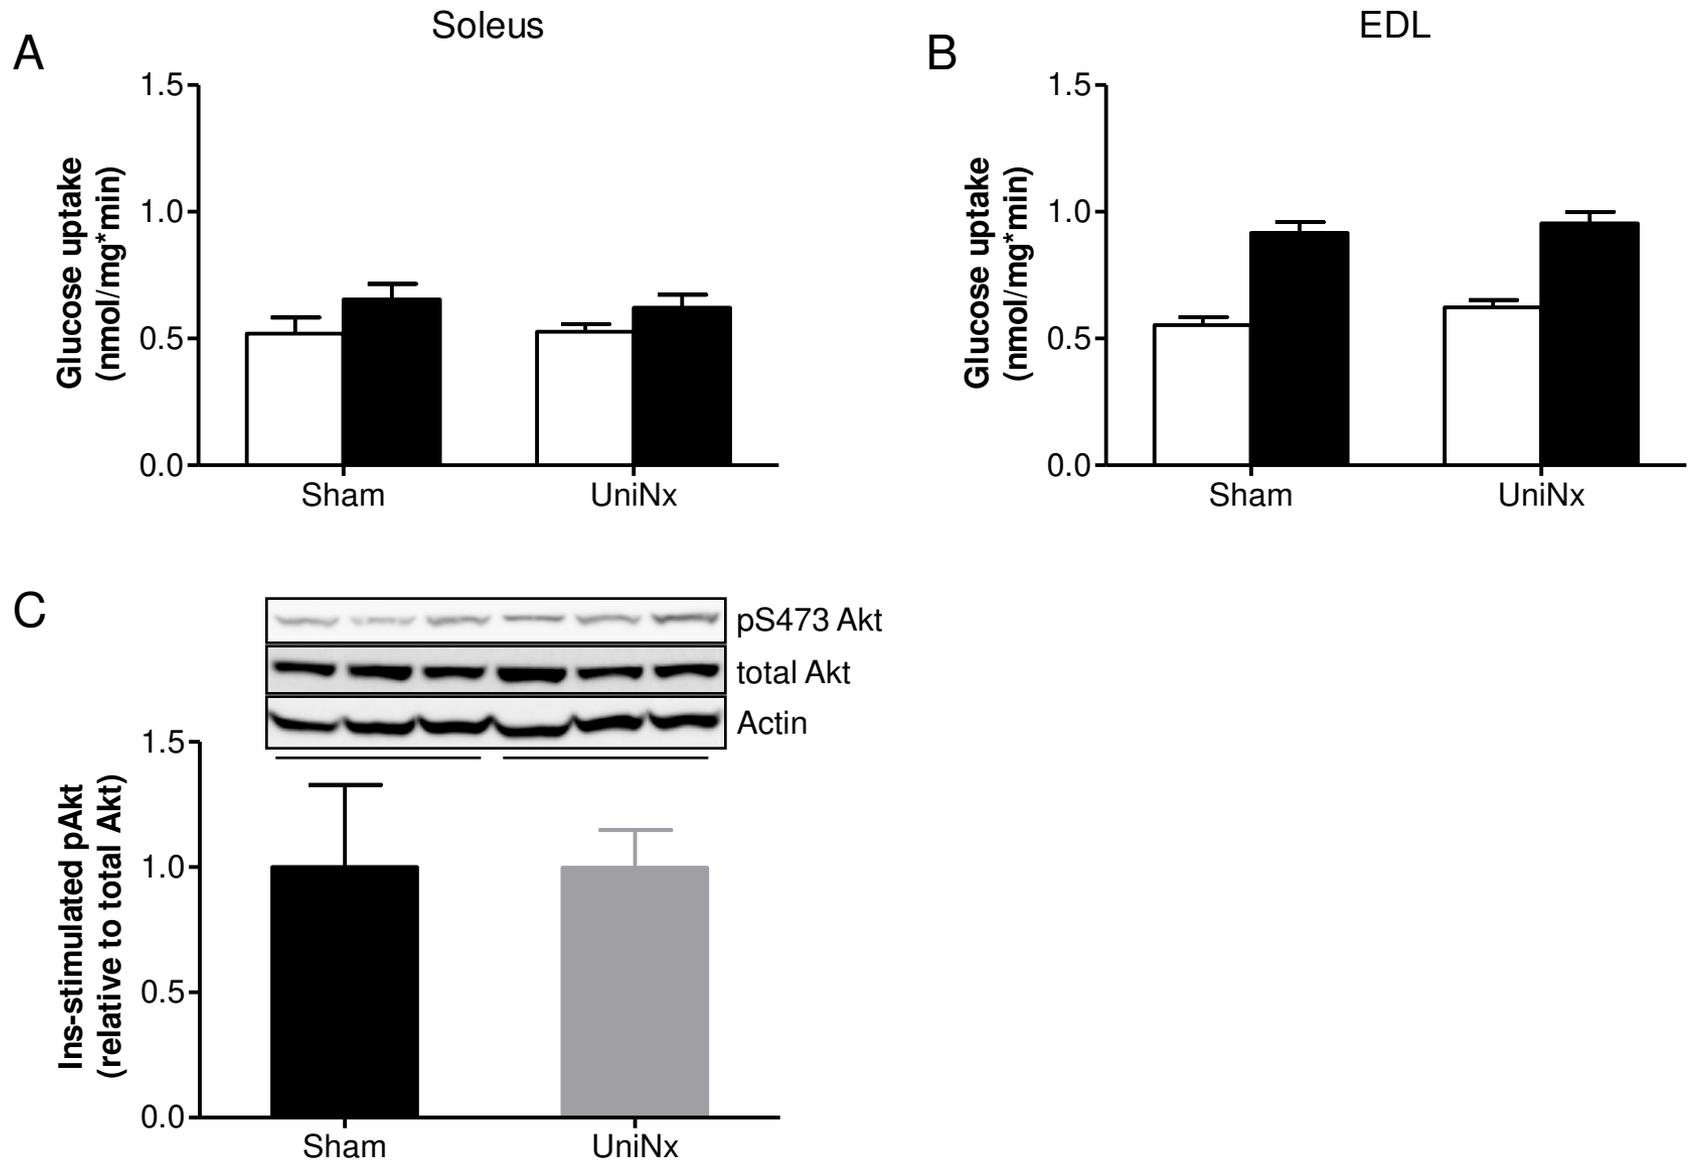 A
Soleus
1.5
1.0
0.5
0.0
Glucose uptake
(nmol/mg*min)
Sham
UniNx
B
EDL
1.5
1.0
0.5
0.0
Glucose uptake
(nmol/mg*min)
Sham
UniNx
C
pS473 Akt
total Akt
Actin
1.5
1.0
0.5
0.0
Ins-stimulated pAkt
(relative to total Akt)
Sham
UniNx